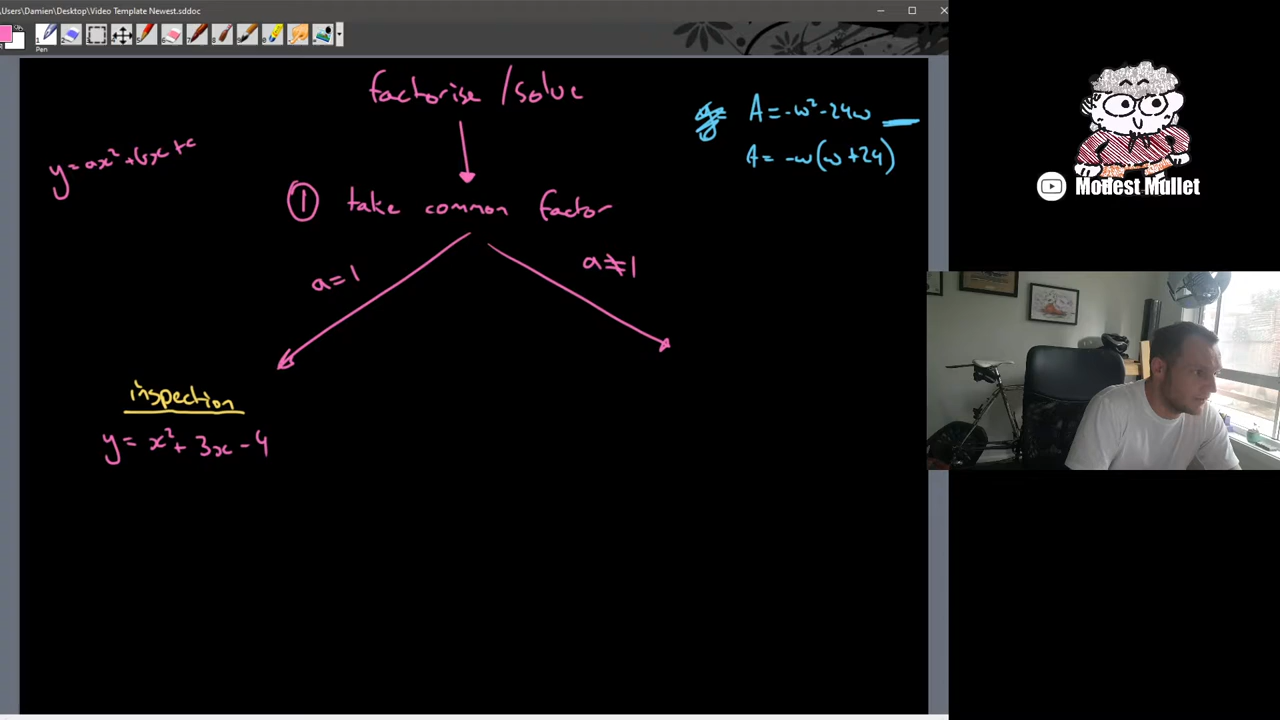 Users\Damien\Desktop\Video Template Newest.sddoc
Pen
factorise / solve
A = -w² - 24w
A = -w(w + 24)
y = ax² + bx + c
① take common factor
a = 1
a ≠ 1
inspection
y = x² + 3x - 4
Modest Mullet